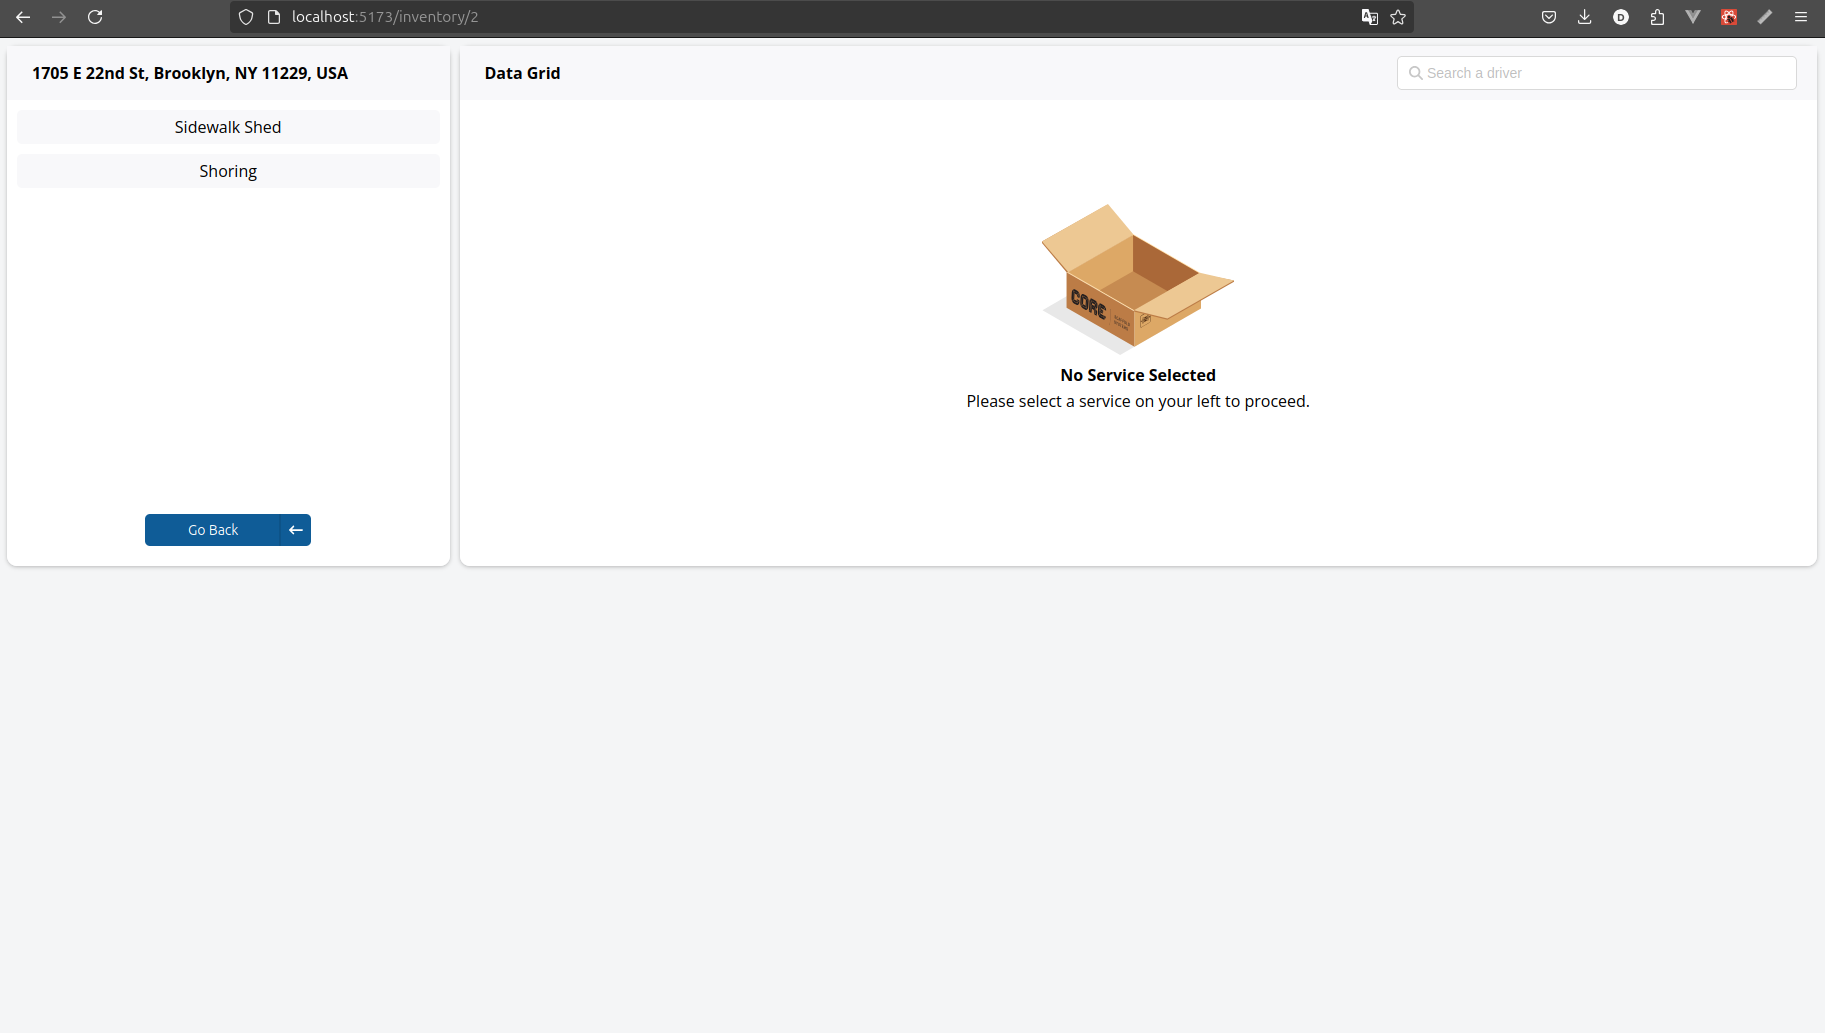 localhost:5173/inventory/2
1705 E 22nd St, Brooklyn, NY 11229, USA
Sidewalk Shed
Shoring
Go Back
Data Grid
Search a driver
CORE
No Service Selected
Please select a service on your left to proceed.